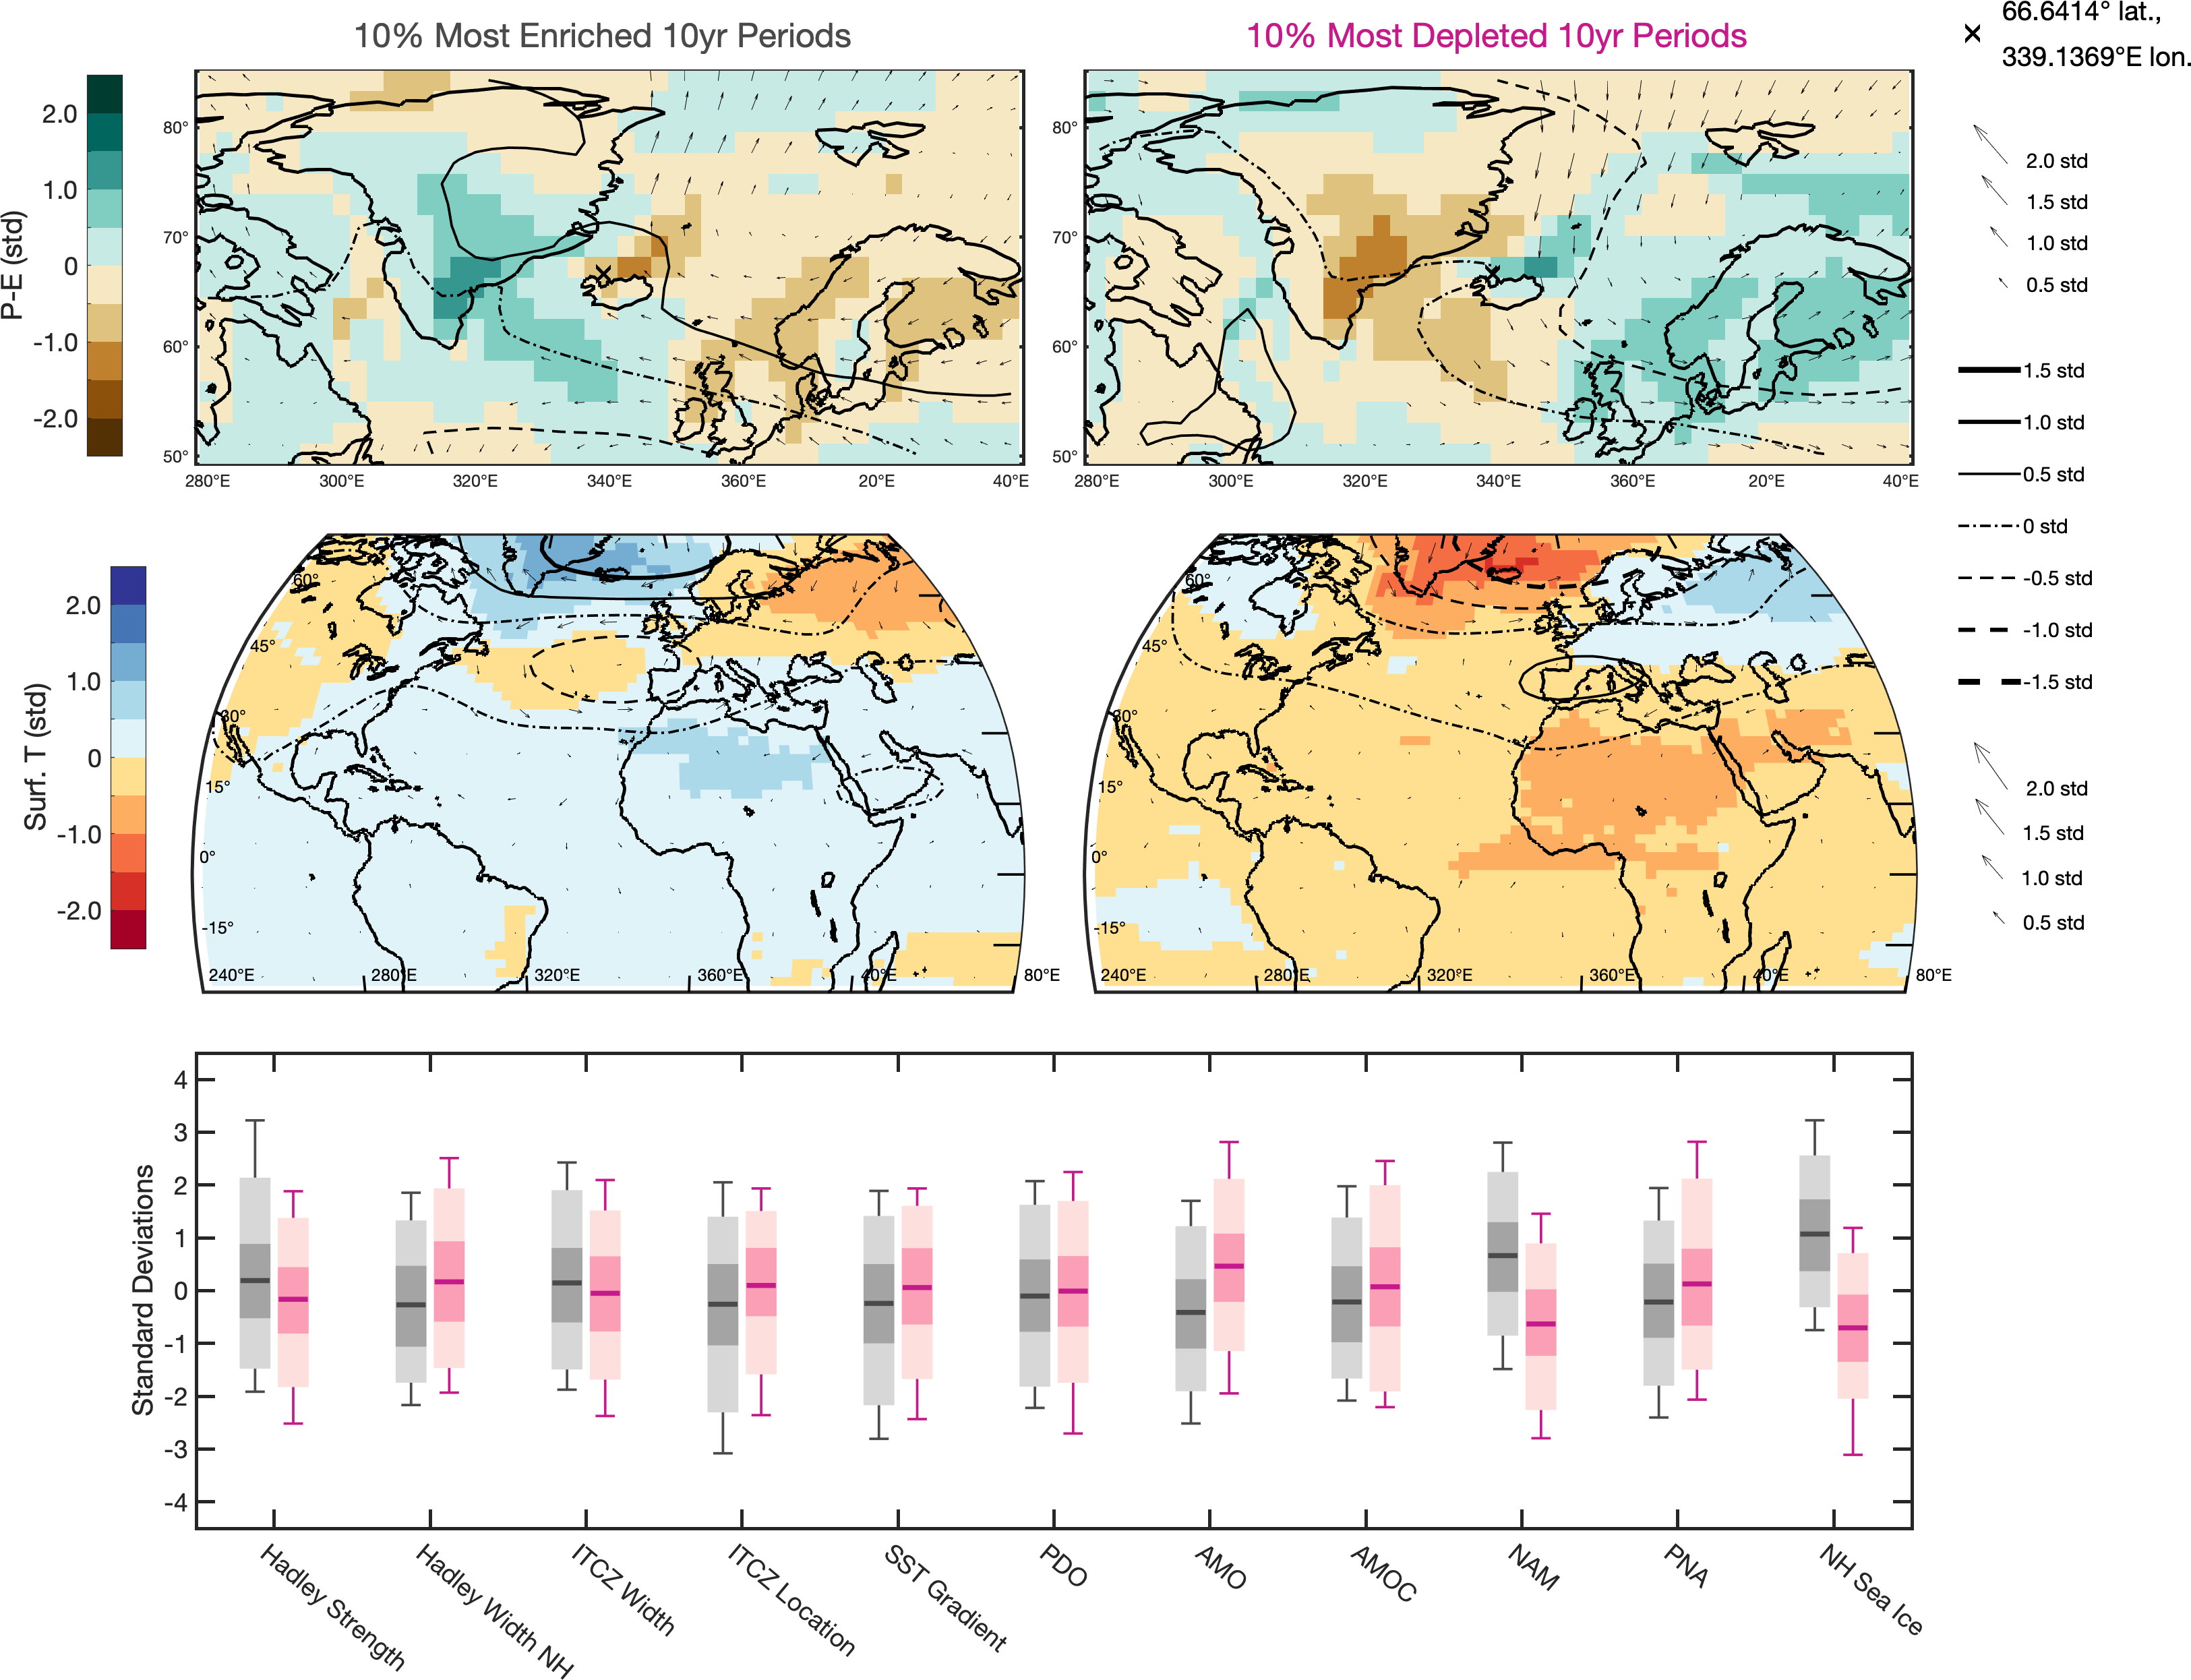 10% Most Enriched 10yr Periods
10% Most Depleted 10yr Periods
66.6414° lat.,
339.1369°E lon.
P-E (std)
2.0
1.0
0
-1.0
-2.0
80°
70°
60°
50°
280°E 300°E 320°E 340°E 360°E 20°E 40°E
80°
70°
60°
50°
280°E 300°E 320°E 340°E 360°E 20°E 40°E
2.0 std
1.5 std
1.0 std
0.5 std
1.5 std
1.0 std
0.5 std
0 std
-0.5 std
-1.0 std
-1.5 std
Surf. T (std)
2.0
1.0
0
-1.0
-2.0
60°
45°
30°
15°
0°
-15°
240°E 280°E 320°E 360°E 40°E 80°E
60°
45°
30°
15°
0°
-15°
240°E 280°E 320°E 360°E 40°E 80°E
2.0 std
1.5 std
1.0 std
0.5 std
Standard Deviations
4
3
2
1
0
-1
-2
-3
-4
Hadley Strength
Hadley Width NH
ITCZ Width
ITCZ Location
SST Gradient
PDO
AMO
AMOC
NAM
PNA
NH Sea Ice